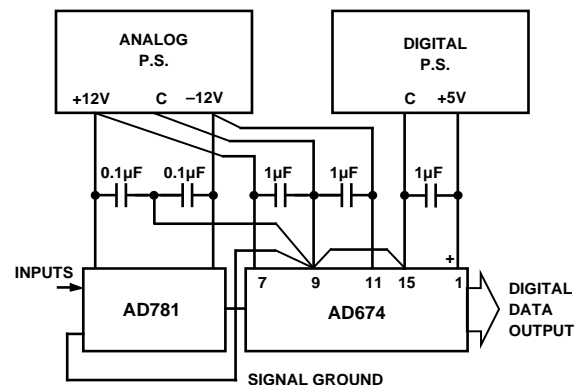 ANALOG
P.S.
DIGITAL
P.S.
+12V C –12V
C +5V
0.1µF 0.1µF 1µF 1µF 1µF
INPUTS
+
7 9 11 15 1
AD781
AD674
DIGITAL
DATA
OUTPUT
SIGNAL GROUND